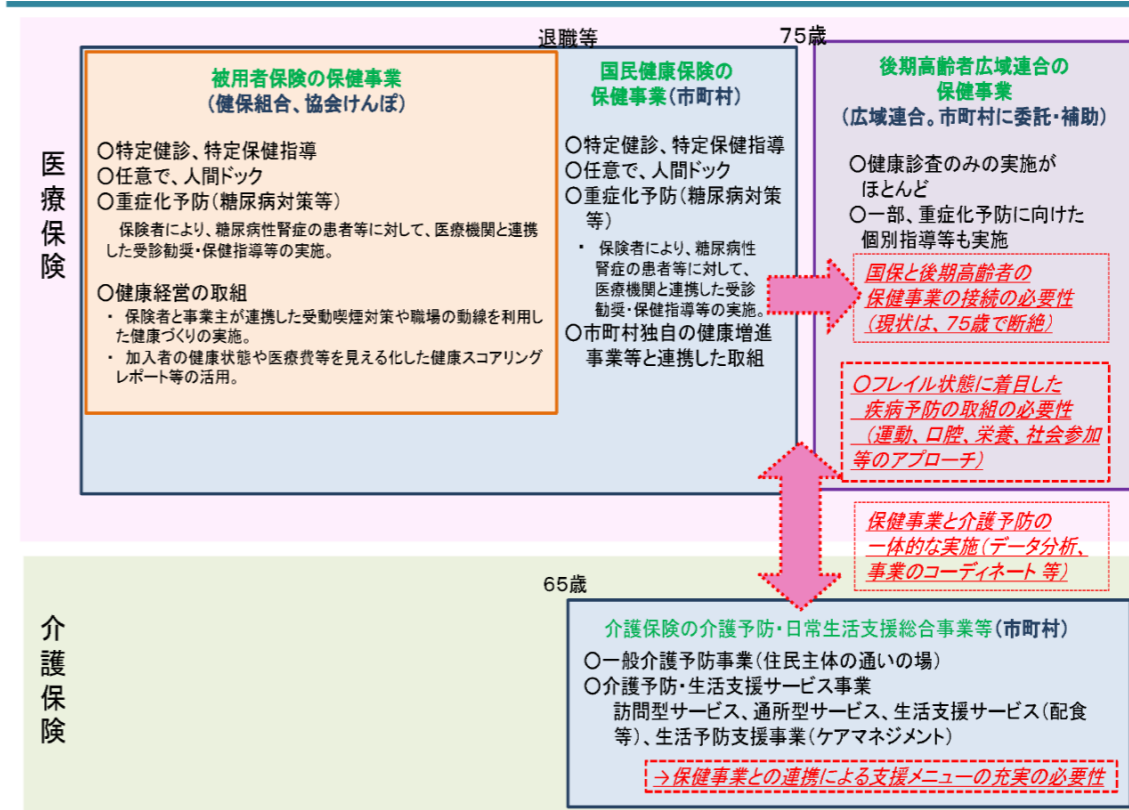 退職等
75歳
医療保険
被用者保険の保健事業
(健保組合、協会けんぽ)
〇特定健診、特定保健指導
〇任意で、人間ドック
〇重症化予防(糖尿病対策等)
保険者により、糖尿病性腎症の患者等に対して、医療機関と連携
した受診勧奨・保健指導等の実施。
〇健康経営の取組
・ 保険者と事業主が連携した受動喫煙対策や職場の動線を利用し
た健康づくりの実施。
・ 加入者の健康状態や医療費等を見える化した健康スコアリング
レポート等の活用。
国民健康保険の
保健事業(市町村)
〇特定健診、特定保健指導
〇任意で、人間ドック
〇重症化予防(糖尿病対策
等)
・ 保険者により、糖尿病性
腎症の患者等に対して、
医療機関と連携した受診
勧奨・保健指導等の実施。
〇市町村独自の健康増進
事業等と連携した取組
後期高齢者広域連合の
保健事業
(広域連合。市町村に委託・補助)
〇健康診査のみの実施が
ほとんど
〇一部、重症化予防に向けた
個別指導等も実施
国保と後期高齢者の
保健事業の接続の必要性
(現状は、75歳で断絶)
〇フレイル状態に着目した
疾病予防の取組の必要性
(運動、口腔、栄養、社会参加
等のアプローチ)
保健事業と介護予防の
一体的な実施(データ分析、
事業のコーディネート等)
65歳
介護保険
介護保険の介護予防・日常生活支援総合事業等(市町村)
〇一般介護予防事業(住民主体の通いの場)
〇介護予防・生活支援サービス事業
訪問型サービス、通所型サービス、生活支援サービス(配食
等)、生活予防支援事業(ケアマネジメント)
→保健事業との連携による支援メニューの充実の必要性